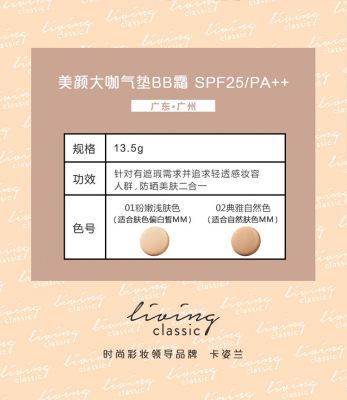 美颜大咖气垫BB霜 SPF25/PA++
广东·广州
规格 13.5g
功效 针对有遮瑕需求并追求轻透感妆容
人群,防晒美肤二合一
色号 01粉嫩浅肤色 02典雅自然色
(适合肤色偏白皙MM) (适合自然肤色MM)
living
classic
时尚彩妆领导品牌 卡姿兰